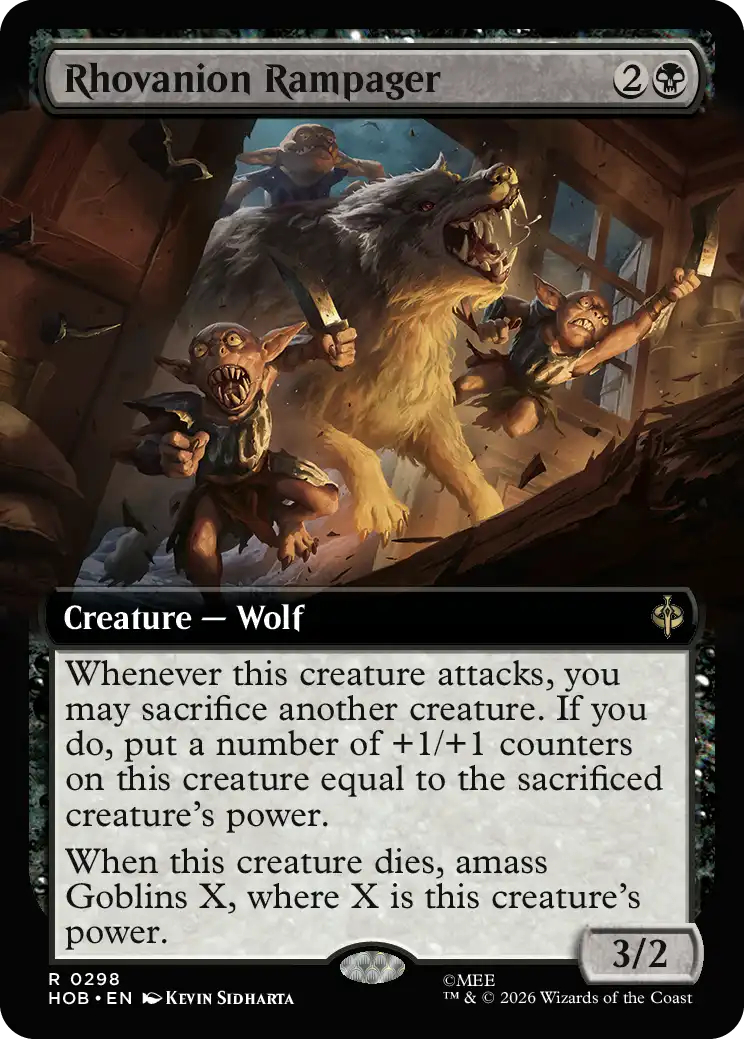 Rhovanion Rampager 2
Creature — Wolf
Whenever this creature attacks, you
may sacrifice another creature. If you
do, put a number of +1/+1 counters
on this creature equal to the sacrificed
creature's power.
When this creature dies, amass
Goblins X, where X is this creature's
power.
3/2
R 0298
HOB • EN Kevin Sidharta
©MEE
™ & © 2026 Wizards of the Coast